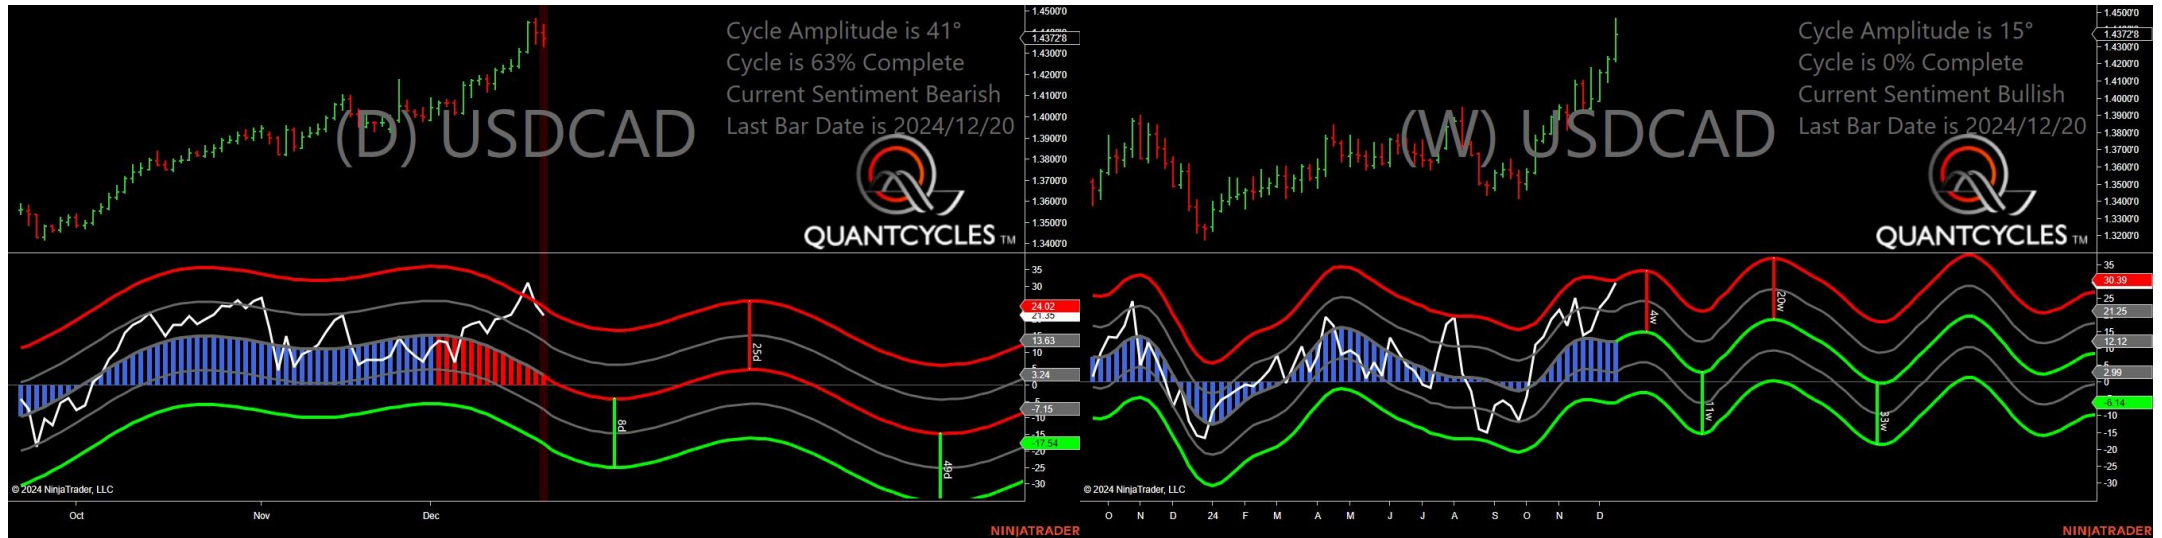 Cycle Amplitude is 41°
Cycle is 63% Complete
Current Sentiment Bearish
Last Bar Date is 2024/12/20
(D) USDCAD
QUANTCYCLES TM
1.4500'0
1.4372'8
1.4300'0
1.4200'0
1.4100'0
1.4000'0
1.3900'0
1.3800'0
1.3700'0
1.3600'0
1.3500'0
1.3400'0
35
30
24.02
21.35
13.63
10
3.24
0
-7.15
-10
-15
-17.54
-20
-25
-30
8d
25d
49d
© 2024 NinjaTrader, LLC
Oct
Nov
Dec
NINJATRADER
Cycle Amplitude is 15°
Cycle is 0% Complete
Current Sentiment Bullish
Last Bar Date is 2024/12/20
(W) USDCAD
QUANTCYCLES TM
1.4500'0
1.4372'8
1.4300'0
1.4200'0
1.4100'0
1.4000'0
1.3900'0
1.3800'0
1.3700'0
1.3600'0
1.3500'0
1.3400'0
1.3300'0
1.3200'0
35
30.39
25
21.25
15
12.12
2.99
0
-6.14
-10
-15
-20
-25
-30
4w
11w
20w
33w
© 2024 NinjaTrader, LLC
O
N
D
24
F
M
A
M
J
J
A
S
O
N
D
NINJATRADER